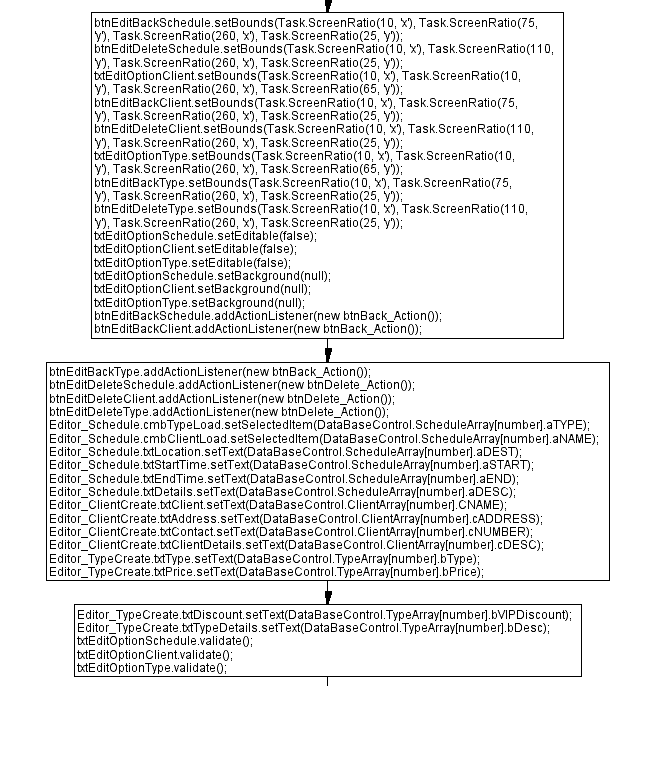 btnEditBackSchedule.setBounds(Task.ScreenRatio(10, 'x'), Task.ScreenRatio(75,
'y'), Task.ScreenRatio(260, 'x'), Task.ScreenRatio(25, 'y'));
btnEditDeleteSchedule.setBounds(Task.ScreenRatio(10, 'x'), Task.ScreenRatio(110,
'y'), Task.ScreenRatio(260, 'x'), Task.ScreenRatio(25, 'y'));
txtEditOptionClient.setBounds(Task.ScreenRatio(10, 'x'), Task.ScreenRatio(10,
'y'), Task.ScreenRatio(260, 'x'), Task.ScreenRatio(65, 'y'));
btnEditBackClient.setBounds(Task.ScreenRatio(10, 'x'), Task.ScreenRatio(75,
'y'), Task.ScreenRatio(260, 'x'), Task.ScreenRatio(25, 'y'));
btnEditDeleteClient.setBounds(Task.ScreenRatio(10, 'x'), Task.ScreenRatio(110,
'y'), Task.ScreenRatio(260, 'x'), Task.ScreenRatio(25, 'y'));
txtEditOptionType.setBounds(Task.ScreenRatio(10, 'x'), Task.ScreenRatio(10,
'y'), Task.ScreenRatio(260, 'x'), Task.ScreenRatio(65, 'y'));
btnEditBackType.setBounds(Task.ScreenRatio(10, 'x'), Task.ScreenRatio(75,
'y'), Task.ScreenRatio(260, 'x'), Task.ScreenRatio(25, 'y'));
btnEditDeleteType.setBounds(Task.ScreenRatio(10, 'x'), Task.ScreenRatio(110,
'y'), Task.ScreenRatio(260, 'x'), Task.ScreenRatio(25, 'y'));
txtEditOptionSchedule.setEditable(false);
txtEditOptionClient.setEditable(false);
txtEditOptionType.setEditable(false);
txtEditOptionSchedule.setBackground(null);
txtEditOptionClient.setBackground(null);
txtEditOptionType.setBackground(null);
btnEditBackSchedule.addActionListener(new btnBack_Action());
btnEditBackClient.addActionListener(new btnBack_Action());
btnEditBackType.addActionListener(new btnBack_Action());
btnEditDeleteSchedule.addActionListener(new btnDelete_Action());
btnEditDeleteClient.addActionListener(new btnDelete_Action());
btnEditDeleteType.addActionListener(new btnDelete_Action());
Editor_Schedule.cmbTypeLoad.setSelectedItem(DataBaseControl.ScheduleArray[number].aTYPE);
Editor_Schedule.cmbClientLoad.setSelectedItem(DataBaseControl.ScheduleArray[number].aNAME);
Editor_Schedule.txtLocation.setText(DataBaseControl.ScheduleArray[number].aDEST);
Editor_Schedule.txtStartTime.setText(DataBaseControl.ScheduleArray[number].aSTART);
Editor_Schedule.txtEndTime.setText(DataBaseControl.ScheduleArray[number].aEND);
Editor_Schedule.txtDetails.setText(DataBaseControl.ScheduleArray[number].aDESC);
Editor_ClientCreate.txtClient.setText(DataBaseControl.ClientArray[number].CNAME);
Editor_ClientCreate.txtAddress.setText(DataBaseControl.ClientArray[number].cADDRESS);
Editor_ClientCreate.txtContact.setText(DataBaseControl.ClientArray[number].cNUMBER);
Editor_ClientCreate.txtClientDetails.setText(DataBaseControl.ClientArray[number].cDESC);
Editor_TypeCreate.txtType.setText(DataBaseControl.TypeArray[number].bType);
Editor_TypeCreate.txtPrice.setText(DataBaseControl.TypeArray[number].bPrice);
Editor_TypeCreate.txtDiscount.setText(DataBaseControl.TypeArray[number].bVIPDiscount);
Editor_TypeCreate.txtTypeDetails.setText(DataBaseControl.TypeArray[number].bDesc);
txtEditOptionSchedule.validate();
txtEditOptionClient.validate();
txtEditOptionType.validate();